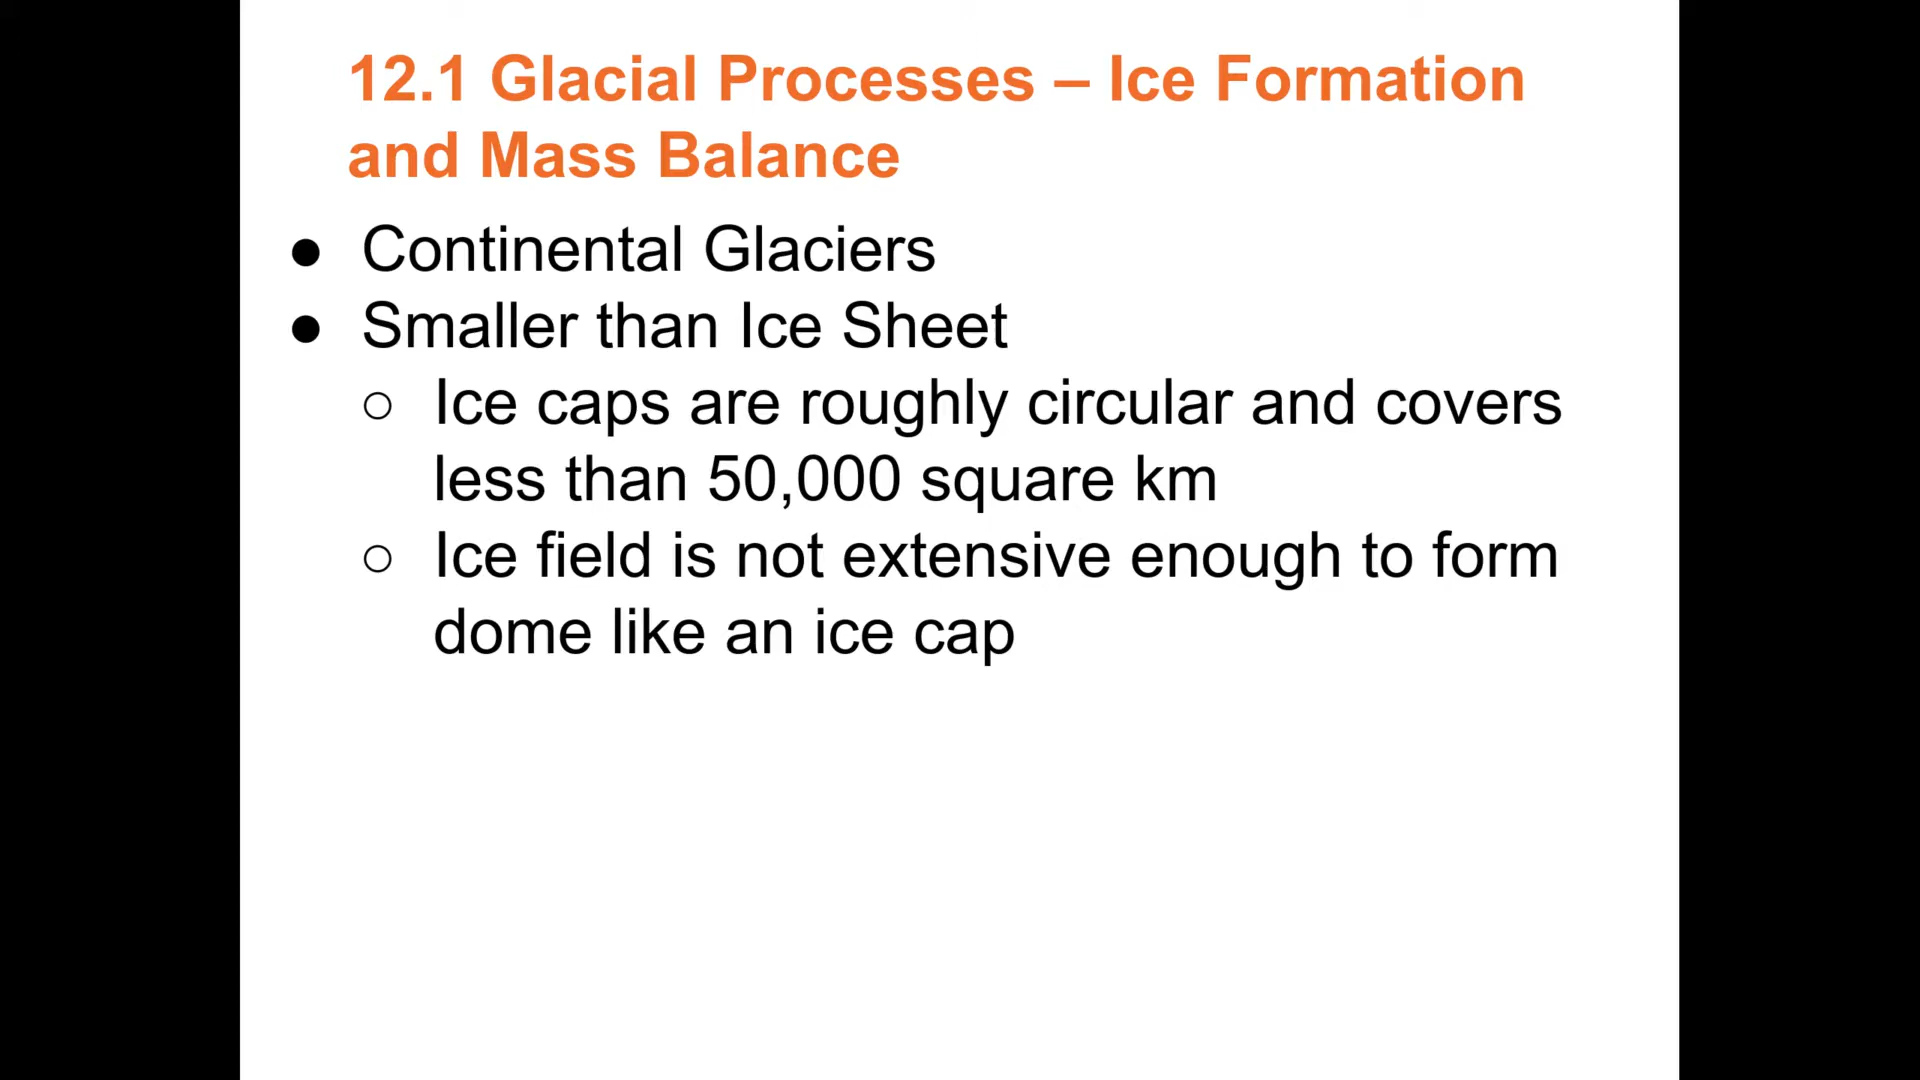 12.1 Glacial Processes – Ice Formation
and Mass Balance
● Continental Glaciers
● Smaller than Ice Sheet
○ Ice caps are roughly circular and covers
less than 50,000 square km
○ Ice field is not extensive enough to form
dome like an ice cap